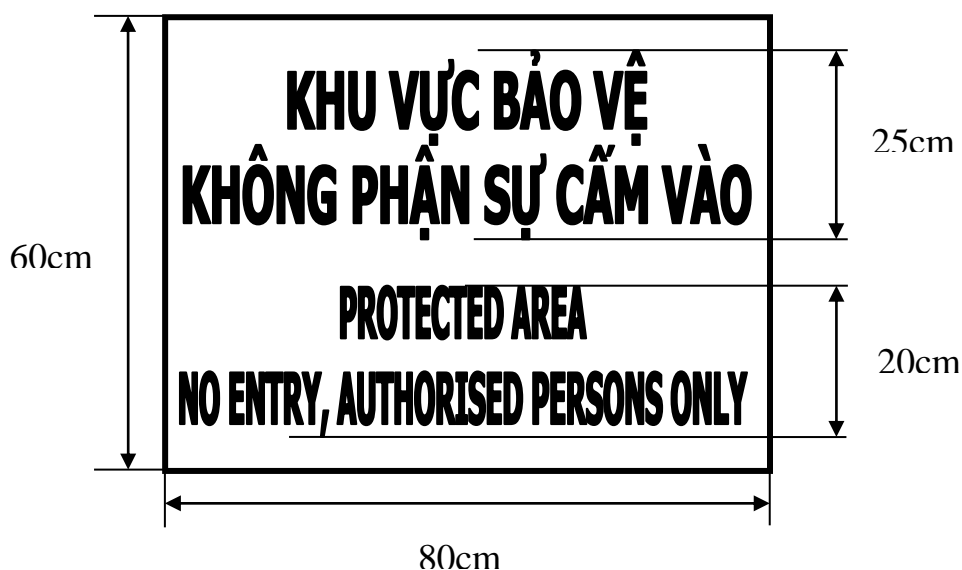 KHU VỰC BẢO VỆ
KHÔNG PHẬN SỰ CẤM VÀO
PROTECTED AREA
NO ENTRY, AUTHORISED PERSONS ONLY
25cm
60cm
20cm
80cm